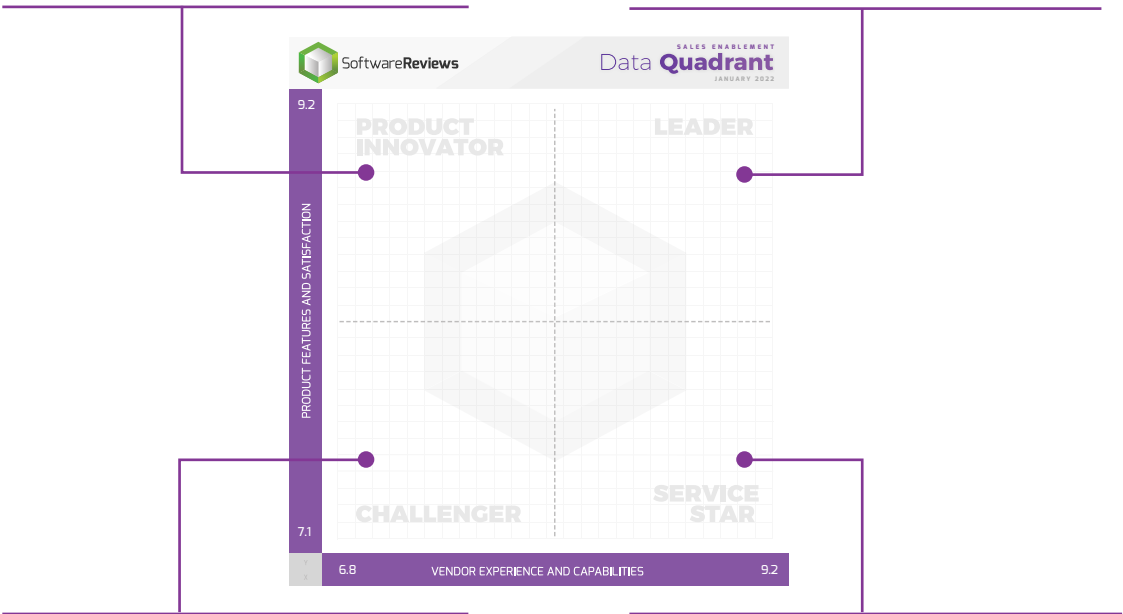 SoftwareReviews
SALES ENABLEMENT
Data Quadrant
JANUARY 2022
9.2
PRODUCT
INNOVATOR
LEADER
PRODUCT FEATURES AND SATISFACTION
CHALLENGER
SERVICE
STAR
7.1
Y
X
6.8
VENDOR EXPERIENCE AND CAPABILITIES
9.2